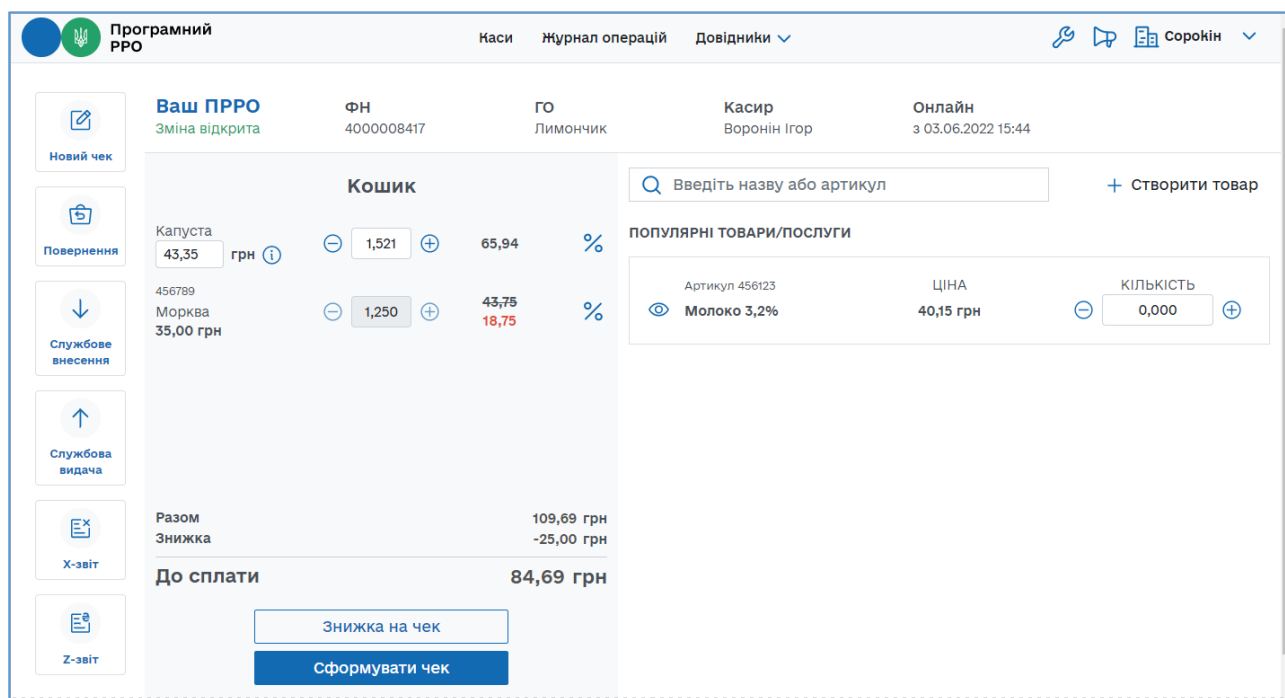 Програмний
РРО
Каси
Журнал операцій
Довідники
Сорокін
Новий чек
Повернення
Службове
внесення
Службова
видача
X-звіт
Z-звіт
Ваш ПРРО
Зміна відкрита
ФН
4000008417
ГО
Лимончик
Касир
Воронін Ігор
Онлайн
з 03.06.2022 15:44
Кошик
Капуста
43,35 грн 1,521 65,94
456789
Морква
35,00 грн
1,250
43,75
18,75
Разом 109,69 грн
Знижка -25,00 грн
До сплати 84,69 грн
Знижка на чек
Сформувати чек
Введіть назву або артикул
Створити товар
ПОПУЛЯРНІ ТОВАРИ/ПОСЛУГИ
Артикул 456123
Молоко 3,2%
ЦІНА
40,15 грн
КІЛЬКІСТЬ
0,000